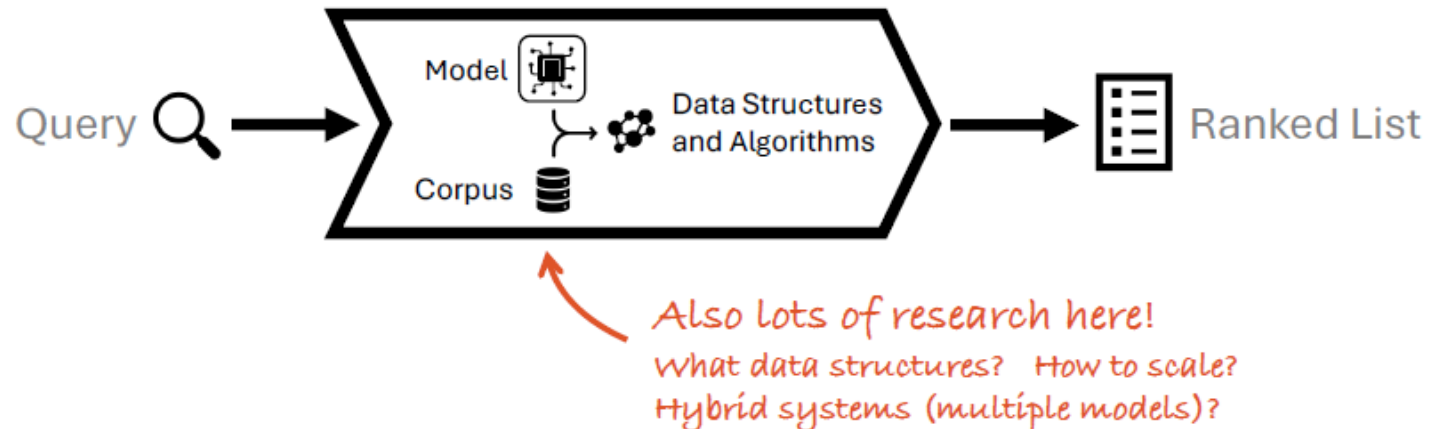 Query
Model
Corpus
Data Structures
and Algorithms
Ranked List
Also lots of research here!
What data structures? How to scale?
Hybrid systems (multiple models)?